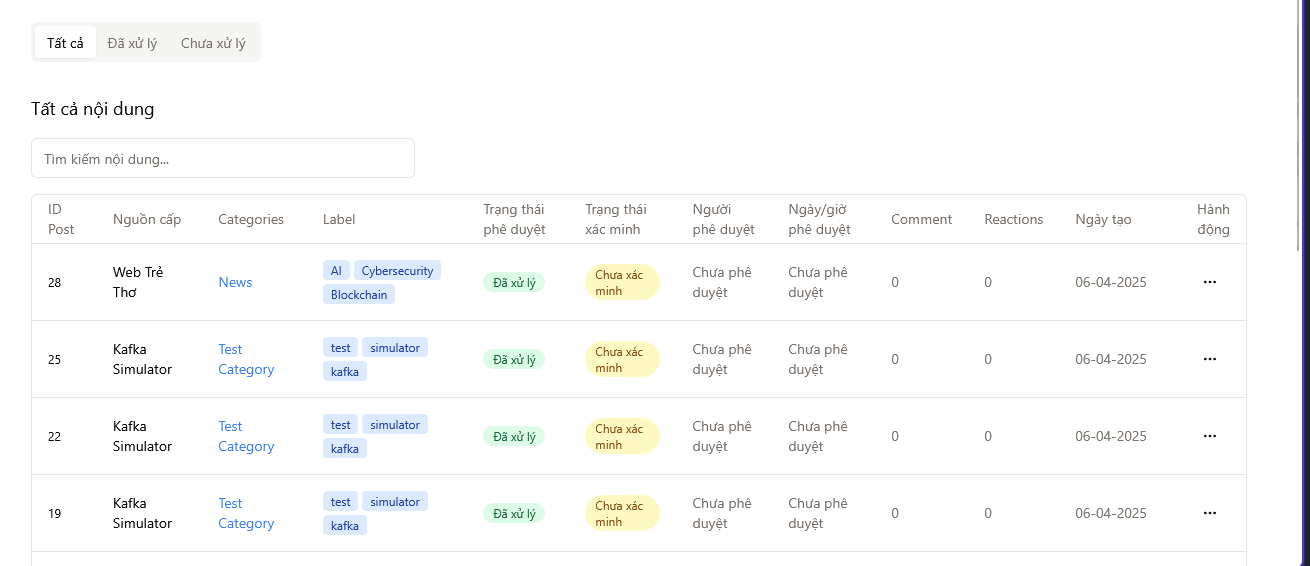 Tất cả Đã xử lý Chưa xử lý
Tất cả nội dung
Tìm kiếm nội dung...
ID Post Nguồn cấp Categories Label Trạng thái phê duyệt Trạng thái xác minh Người phê duyệt Ngày/giờ phê duyệt Comment Reactions Ngày tạo Hành động
28 Web Trẻ Thơ News AI Cybersecurity Blockchain Đã xử lý Chưa xác minh Chưa phê duyệt Chưa phê duyệt 0 0 06-04-2025 ...
25 Kafka Simulator Test Category test simulator kafka Đã xử lý Chưa xác minh Chưa phê duyệt Chưa phê duyệt 0 0 06-04-2025 ...
22 Kafka Simulator Test Category test simulator kafka Đã xử lý Chưa xác minh Chưa phê duyệt Chưa phê duyệt 0 0 06-04-2025 ...
19 Kafka Simulator Test Category test simulator kafka Đã xử lý Chưa xác minh Chưa phê duyệt Chưa phê duyệt 0 0 06-04-2025 ...